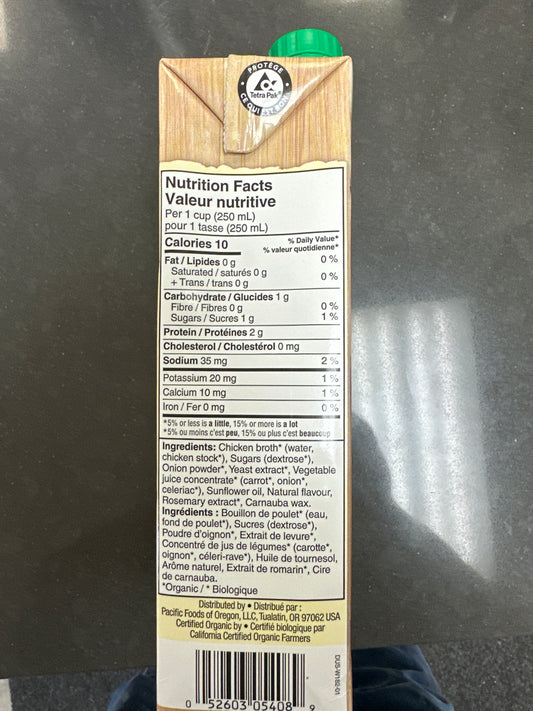 PROTÈGE
Tetra Pak®
CE QUI EST BON
Nutrition Facts
Valeur nutritive
Per 1 cup (250 mL)
pour 1 tasse (250 mL)
Calories 10
% Daily Value*
% valeur quotidienne*
Fat / Lipides 0 g 0 %
Saturated / saturés 0 g
+ Trans / trans 0 g 0 %
Carbohydrate / Glucides 1 g
Fibre / Fibres 0 g 0 %
Sugars / Sucres 1 g 1 %
Protein / Protéines 2 g
Cholesterol / Cholestérol 0 mg
Sodium 35 mg 2 %
Potassium 20 mg 1 %
Calcium 10 mg 1 %
Iron / Fer 0 mg 0 %
*5% or less is a little, 15% or more is a lot
*5% ou moins c'est peu, 15% ou plus c'est beaucoup
Ingredients: Chicken broth* (water,
chicken stock*), Sugars (dextrose*),
Onion powder*, Yeast extract*, Vegetable
juice concentrate* (carrot*, onion*,
celeriac*), Sunflower oil, Natural flavour,
Rosemary extract*, Carnauba wax.
Ingrédients : Bouillon de poulet* (eau,
fond de poulet*), Sucres (dextrose*),
Poudre d'oignon*, Extrait de levure*,
Concentré de jus de légumes* (carotte*,
oignon*, céleri-rave*), Huile de tournesol,
Arôme naturel, Extrait de romarin*, Cire
de carnauba.
*Organic / * Biologique
Distributed by • Distribué par :
Pacific Foods of Oregon, LLC, Tualatin, OR 97062 USA
Certified Organic by • Certifié biologique par
California Certified Organic Farmers
0 52603 05408 9
DUS-W182-01